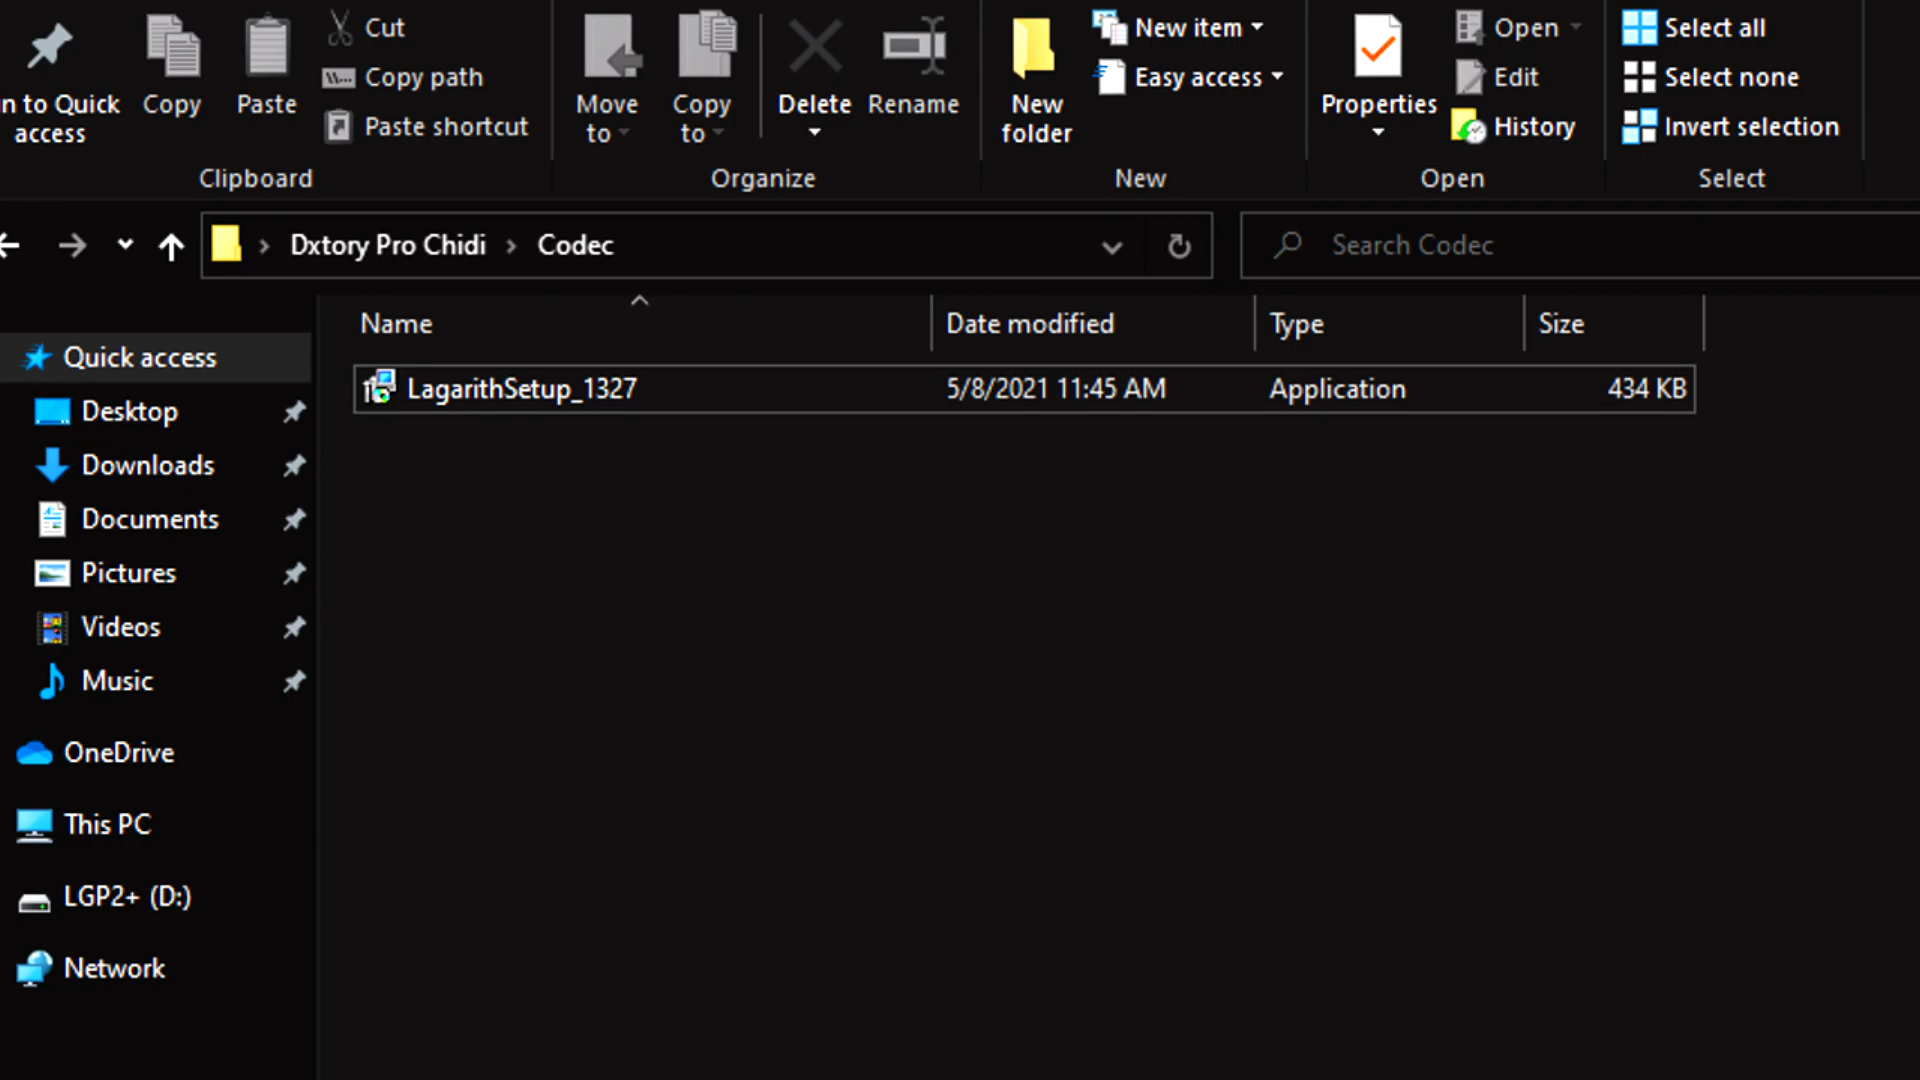 n to Quick
access
Copy
Paste
Cut
Copy path
Paste shortcut
Clipboard
Move
to
Copy
to
Delete
Rename
Organize
New
folder
New item
Easy access
New
Properties
Open
Edit
History
Open
Select all
Select none
Invert selection
Select
Dxtory Pro Chidi
Codec
Search Codec
Name
Date modified
Type
Size
LagarithSetup_1327
5/8/2021 11:45 AM
Application
434 KB
Quick access
Desktop
Downloads
Documents
Pictures
Videos
Music
OneDrive
This PC
LGP2+ (D:)
Network